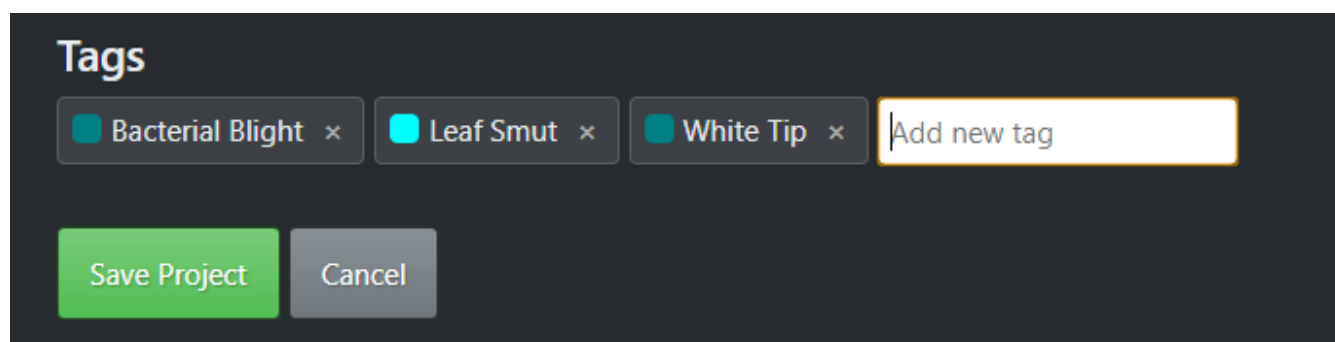 Tags
Bacterial Blight × Leaf Smut × White Tip × Add new tag
Save Project Cancel